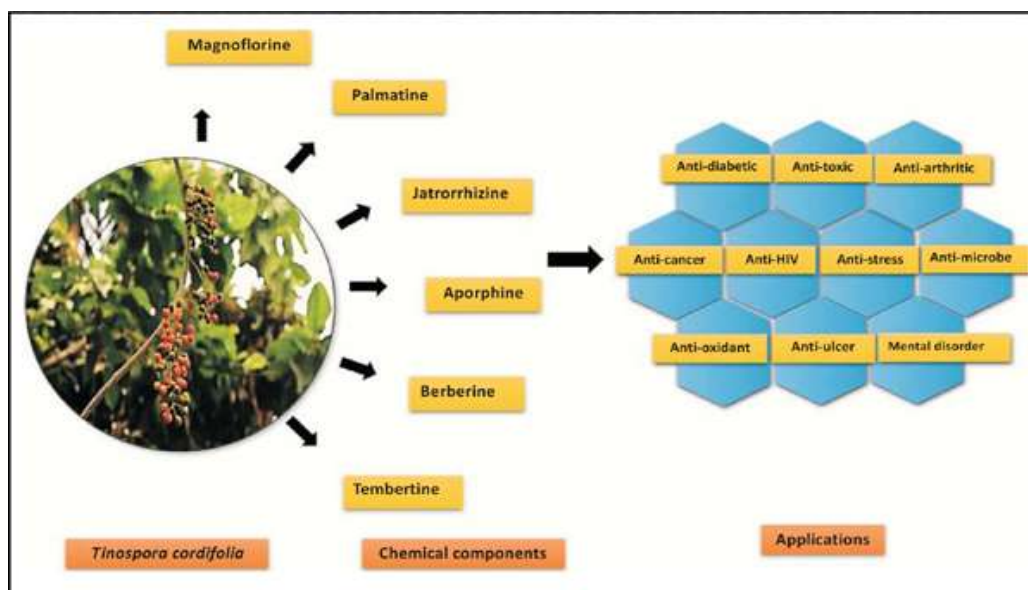 Magnoflorine
Palmatine
Jatrorrhizine
Aporphine
Berberine
Tembertine
Anti-diabetic
Anti-toxic
Anti-arthritic
Anti-cancer
Anti-HIV
Anti-stress
Anti-microbe
Anti-oxidant
Anti-ulcer
Mental disorder
Tinospora cordifolia
Chemical components
Applications